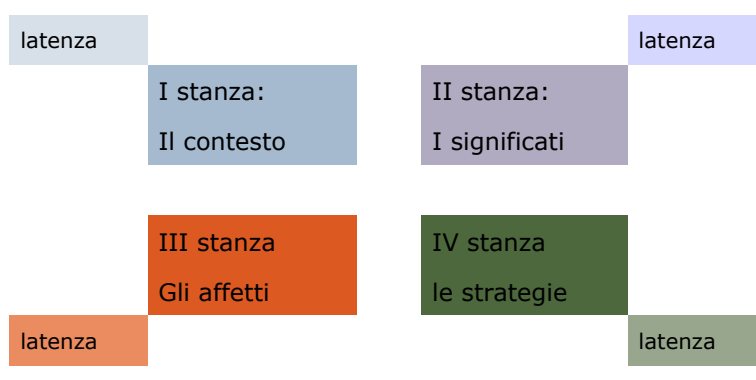 latenza
latenza
I stanza:
Il contesto
II stanza:
I significati
III stanza
Gli affetti
IV stanza
le strategie
latenza
latenza